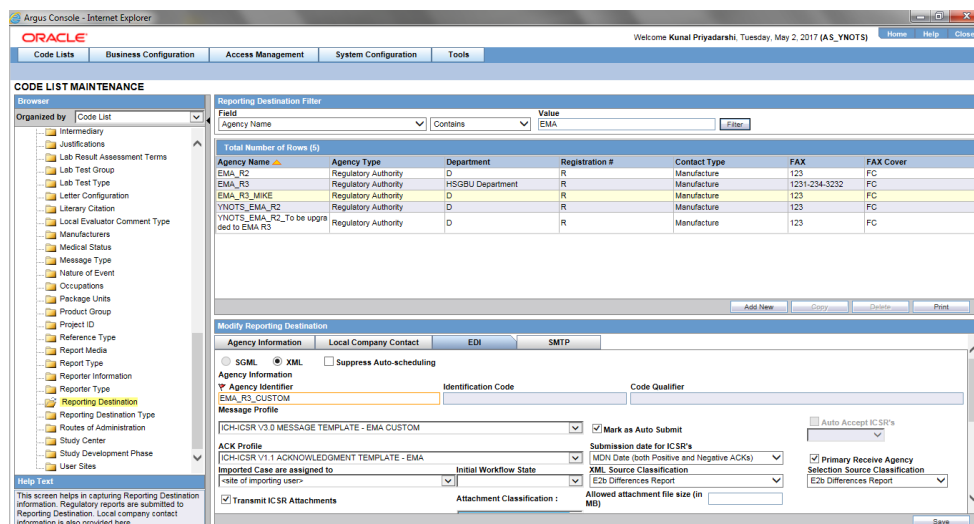 Argus Console - Internet Explorer
ORACLE
Welcome Kunal Priyadarshi, Tuesday, May 2, 2017 (AS_YNOTS) Home Help Close
Code Lists Business Configuration Access Management System Configuration Tools
CODE LIST MAINTENANCE
Browser
Organized by Code List
Intermediary
Justifications
Lab Result Assessment Terms
Lab Test Group
Lab Test Type
Letter Configuration
Literary Citation
Local Evaluator Comment Type
Manufacturers
Medical Status
Message Type
Nature of Event
Occupations
Package Units
Product Group
Project ID
Reference Type
Report Media
Report Type
Reporter Information
Reporter Type
Reporting Destination
Reporting Destination Type
Routes of Administration
Study Center
Study Development Phase
User Sites
Help Text
This screen helps in capturing Reporting Destination
information. Regulatory reports are submitted to
Reporting Destination. Local company contact
information is also provided here.
Reporting Destination Filter
Field Value
Agency Name Contains EMA Filter
Total Number of Rows (5)
Agency Name Agency Type Department Registration # Contact Type FAX FAX Cover
EMA_R2 Regulatory Authority D R Manufacture 123 FC
EMA_R3 Regulatory Authority HSGBU Department R Manufacture 1231-234-3232 FC
EMA_R3_MIKE Regulatory Authority D R Manufacture 123 FC
YNOTS_EMA_R2 Regulatory Authority D R Manufacture 123 FC
YNOTS_EMA_R2_To be upgra
ded to EMA R3 Regulatory Authority D R Manufacture 123 FC
Add New Copy Delete Print
Modify Reporting Destination
Agency Information Local Company Contact EDI SMTP
SGML XML Suppress Auto-scheduling
Agency Information
Agency Identifier Identification Code Code Qualifier
EMA_R3_CUSTOM
Message Profile
ICH-ICSR V3.0 MESSAGE TEMPLATE - EMA CUSTOM Mark as Auto Submit Auto Accept ICSR's
ACK Profile Submission date for ICSR's
ICH-ICSR V1.1 ACKNOWLEDGMENT TEMPLATE - EMA MDN Date (both Positive and Negative ACKs) Primary Receive Agency
Imported Case are assigned to Initial Workflow State XML Source Classification Selection Source Classification
<site of importing user> E2b Differences Report E2b Differences Report
Transmit ICSR Attachments Attachment Classification : Allowed attachment file size (in
MB)
Save